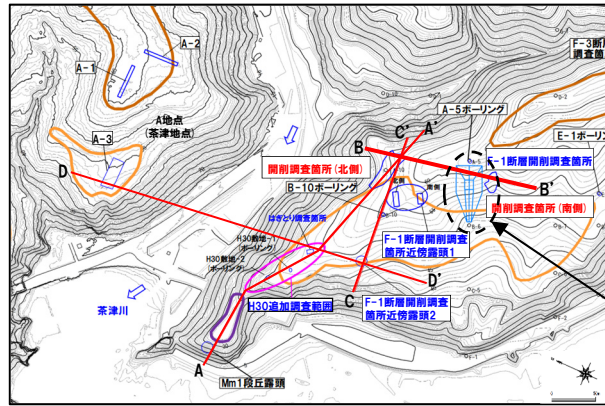 A-2
A-1
A地点
(茶津地点)
A-3
D
F-3断層
調査箇所
A-5ボーリング
E-1ボーリン
C'
A'
B
F-1断層開削調査箇所
開削調査箇所(北側)
B'
B-10ボーリング
北側
南側
開削調査箇所(南側)
はぎとり調査箇所
F-1断層開削調査
箇所近傍露頭1
H30敷地-1
(ボーリング)
H30敷地-2
(ボーリング)
D'
C
F-1断層開削調査
箇所近傍露頭2
H30追加調査範囲
茶津川
A
Mm1段丘露頭